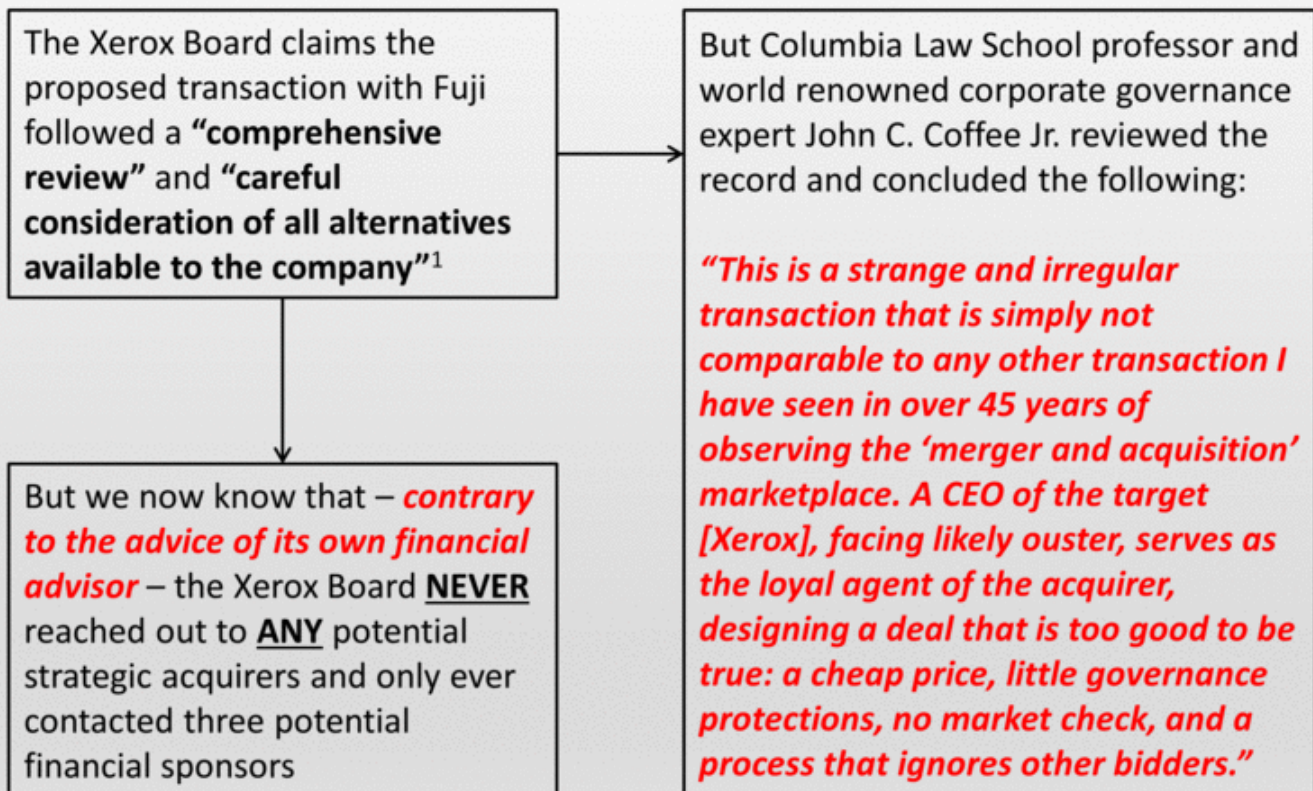 The Xerox Board claims the
proposed transaction with Fuji
followed a “comprehensive
review” and “careful
consideration of all alternatives
available to the company”1
But we now know that – contrary
to the advice of its own financial
advisor – the Xerox Board NEVER
reached out to ANY potential
strategic acquirers and only ever
contacted three potential
financial sponsors
But Columbia Law School professor and
world renowned corporate governance
expert John C. Coffee Jr. reviewed the
record and concluded the following:
“This is a strange and irregular
transaction that is simply not
comparable to any other transaction I
have seen in over 45 years of
observing the ‘merger and acquisition’
marketplace. A CEO of the target
[Xerox], facing likely ouster, serves as
the loyal agent of the acquirer,
designing a deal that is too good to be
true: a cheap price, little governance
protections, no market check, and a
process that ignores other bidders.”